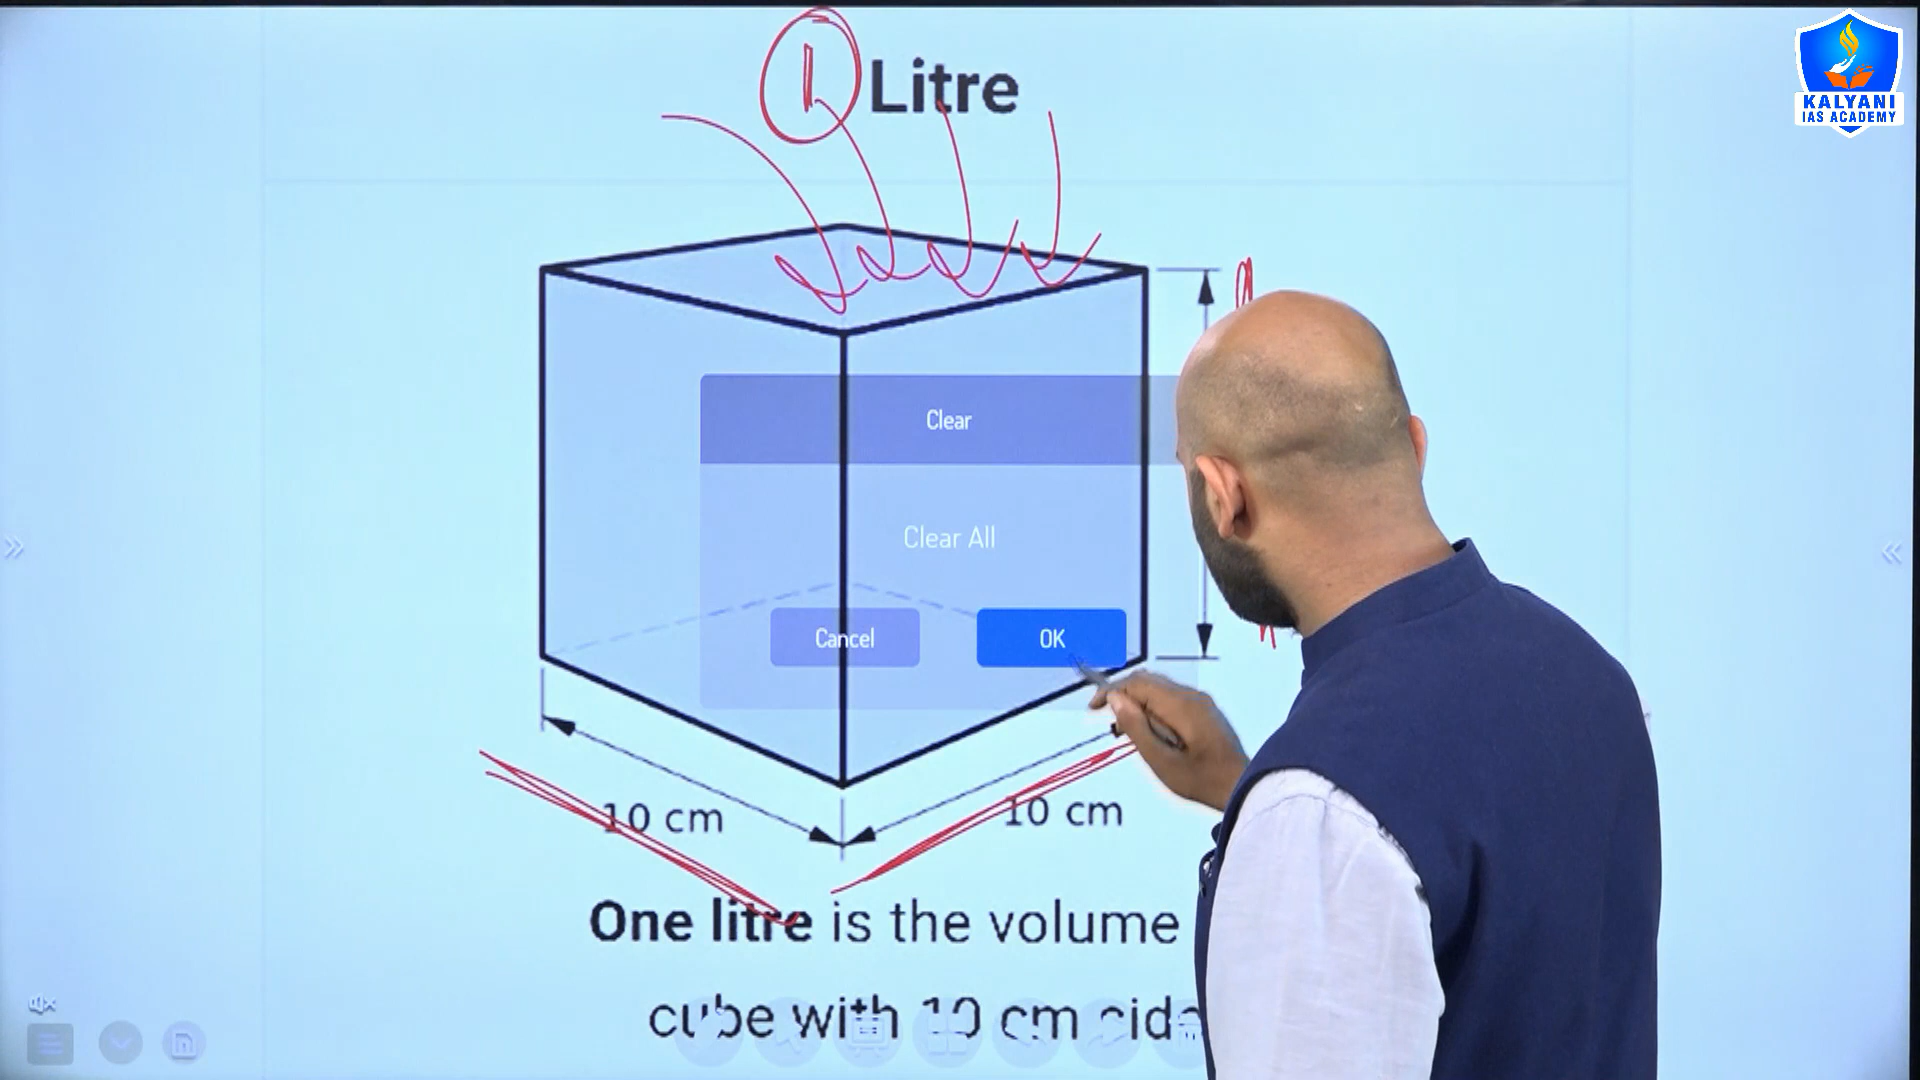 1 Litre
KALYANI
IAS ACADEMY
Clear
Clear All
Cancel
OK
10 cm
10 cm
One litre is the volume
cube with 10 cm side